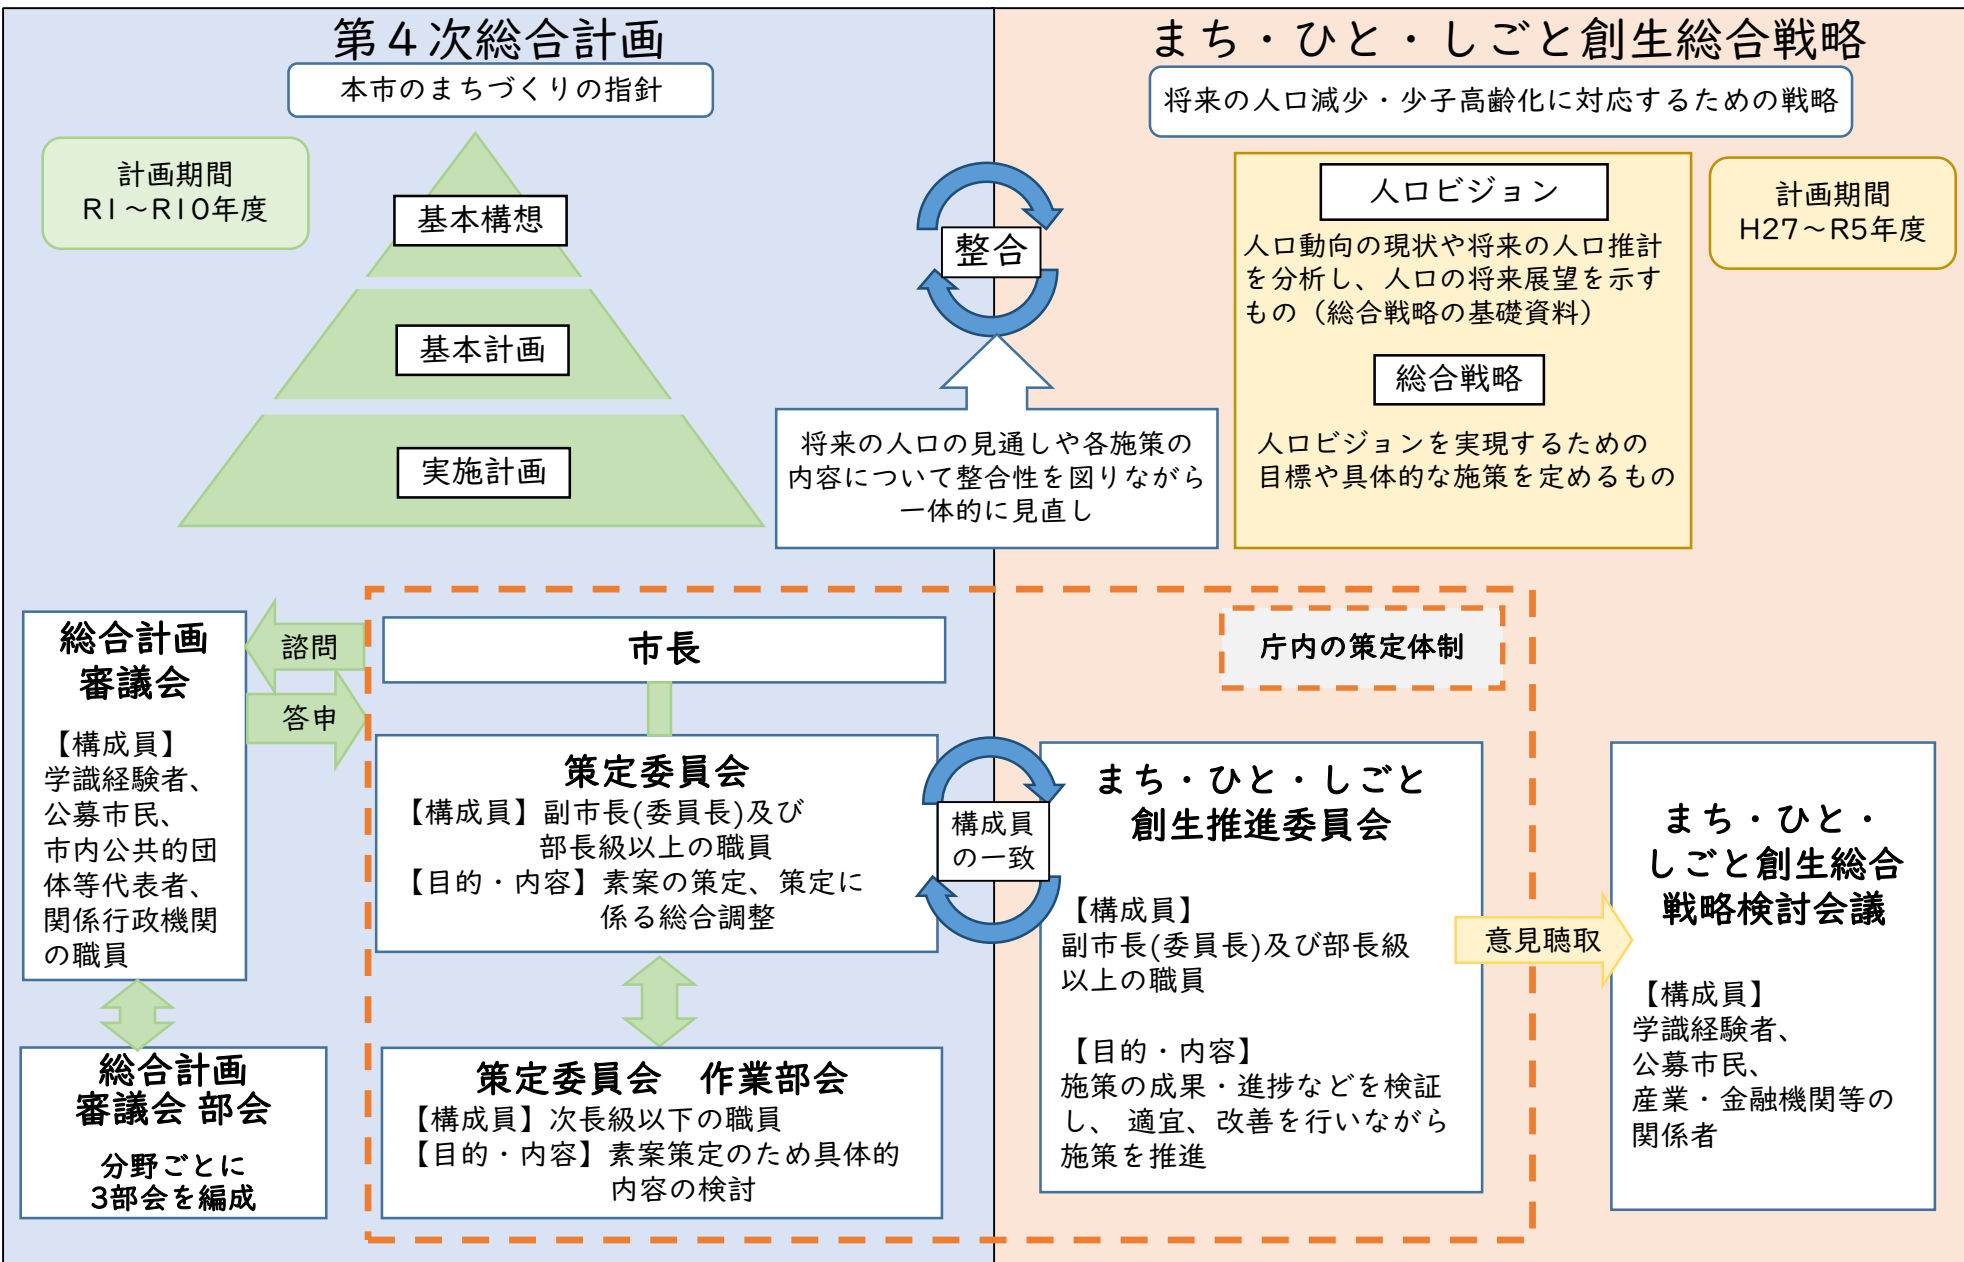 第４次総合計画
本市のまちづくりの指針
計画期間
R1～R10年度
基本構想
基本計画
実施計画
まち・ひと・しごと創生総合戦略
将来の人口減少・少子高齢化に対応するための戦略
整合
将来の人口の見通しや各施策の
内容について整合性を図りながら
一体的に見直し
人口ビジョン
人口動向の現状や将来の人口推計
を分析し、人口の将来展望を示す
もの（総合戦略の基礎資料）
総合戦略
人口ビジョンを実現するための
目標や具体的な施策を定めるもの
計画期間
H27～R5年度
総合計画
審議会
【構成員】
学識経験者、
公募市民、
市内公共的団
体等代表者、
関係行政機関
の職員
諮問
答申
総合計画
審議会 部会
分野ごとに
3部会を編成
市長
庁内の策定体制
策定委員会
【構成員】副市長(委員長)及び
部長級以上の職員
【目的・内容】素案の策定、策定に
係る総合調整
策定委員会　作業部会
【構成員】次長級以下の職員
【目的・内容】素案策定のため具体的
内容の検討
構成員
の一致
まち・ひと・しごと
創生推進委員会
【構成員】
副市長(委員長)及び部長級
以上の職員
【目的・内容】
施策の成果・進捗などを検証
し、 適宜、改善を行いながら
施策を推進
意見聴取
まち・ひと・
しごと創生総合
戦略検討会議
【構成員】
学識経験者、
公募市民、
産業・金融機関等の
関係者